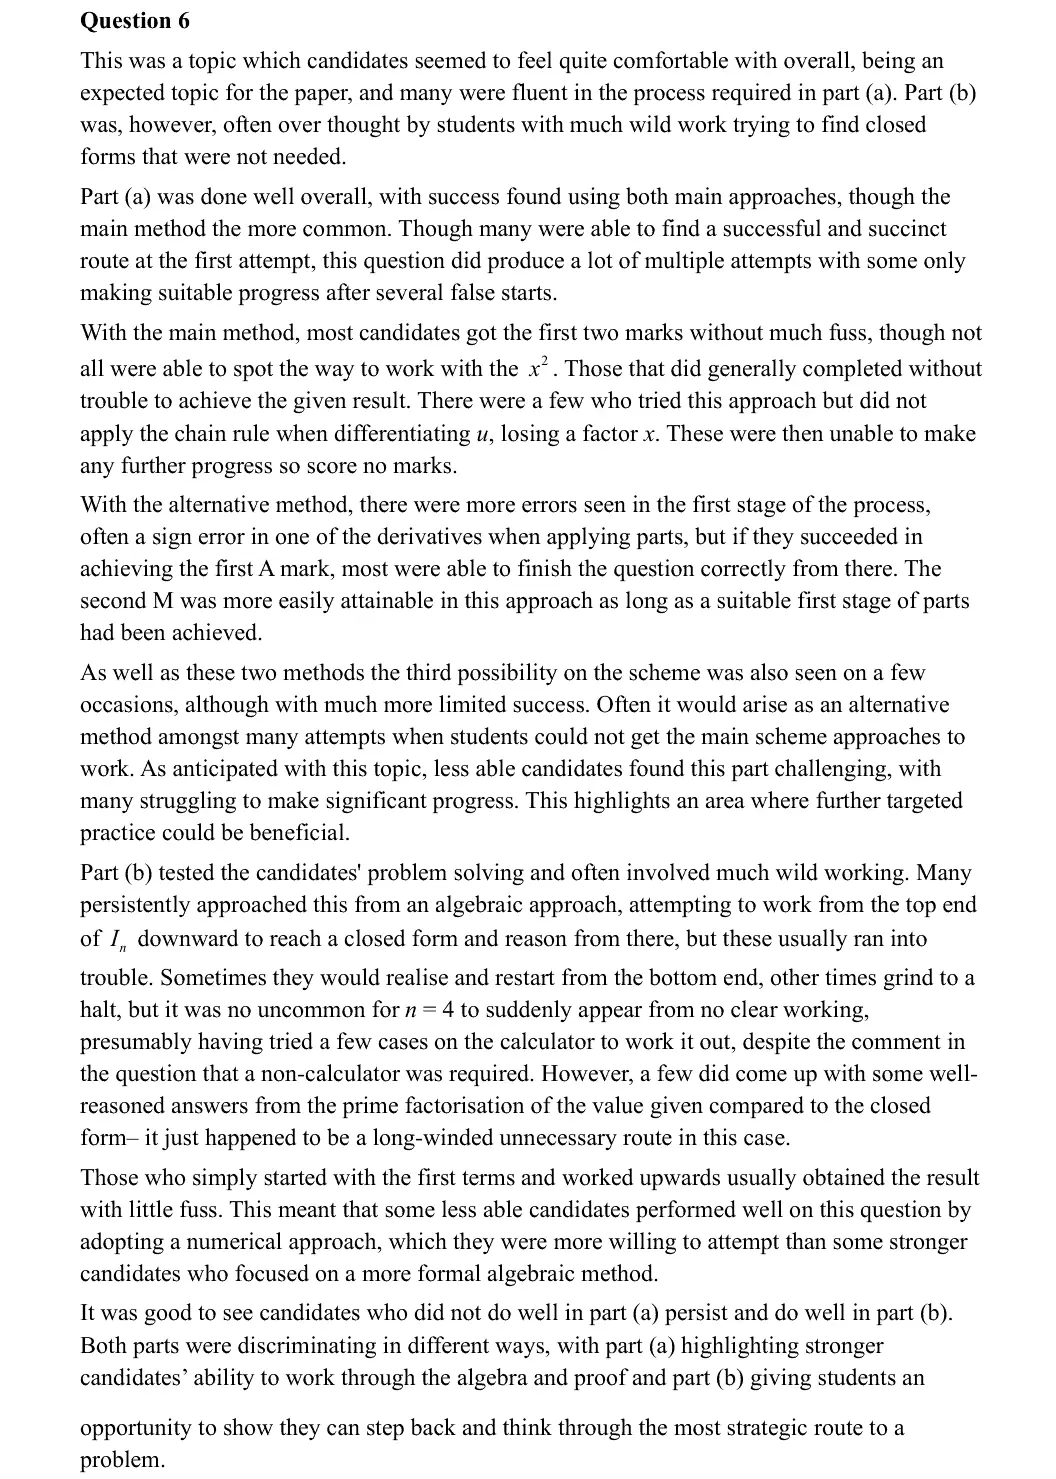 Question 6
This was a topic which candidates seemed to feel quite comfortable with overall, being an
expected topic for the paper, and many were fluent in the process required in part (a). Part (b)
was, however, often over thought by students with much wild work trying to find closed
forms that were not needed.
Part (a) was done well overall, with success found using both main approaches, though the
main method the more common. Though many were able to find a successful and succinct
route at the first attempt, this question did produce a lot of multiple attempts with some only
making suitable progress after several false starts.
With the main method, most candidates got the first two marks without much fuss, though not
all were able to spot the way to work with the x². Those that did generally completed without
trouble to achieve the given result. There were a few who tried this approach but did not
apply the chain rule when differentiating u, losing a factor x. These were then unable to make
any further progress so score no marks.
With the alternative method, there were more errors seen in the first stage of the process,
often a sign error in one of the derivatives when applying parts, but if they succeeded in
achieving the first A mark, most were able to finish the question correctly from there. The
second M was more easily attainable in this approach as long as a suitable first stage of parts
had been achieved.
As well as these two methods the third possibility on the scheme was also seen on a few
occasions, although with much more limited success. Often it would arise as an alternative
method amongst many attempts when students could not get the main scheme approaches to
work. As anticipated with this topic, less able candidates found this part challenging, with
many struggling to make significant progress. This highlights an area where further targeted
practice could be beneficial.
Part (b) tested the candidates' problem solving and often involved much wild working. Many
persistently approached this from an algebraic approach, attempting to work from the top end
of Iₙ downward to reach a closed form and reason from there, but these usually ran into
trouble. Sometimes they would realise and restart from the bottom end, other times grind to a
halt, but it was no uncommon for n = 4 to suddenly appear from no clear working,
presumably having tried a few cases on the calculator to work it out, despite the comment in
the question that a non-calculator was required. However, a few did come up with some well-
reasoned answers from the prime factorisation of the value given compared to the closed
form– it just happened to be a long-winded unnecessary route in this case.
Those who simply started with the first terms and worked upwards usually obtained the result
with little fuss. This meant that some less able candidates performed well on this question by
adopting a numerical approach, which they were more willing to attempt than some stronger
candidates who focused on a more formal algebraic method.
It was good to see candidates who did not do well in part (a) persist and do well in part (b).
Both parts were discriminating in different ways, with part (a) highlighting stronger
candidates’ ability to work through the algebra and proof and part (b) giving students an
opportunity to show they can step back and think through the most strategic route to a
problem.